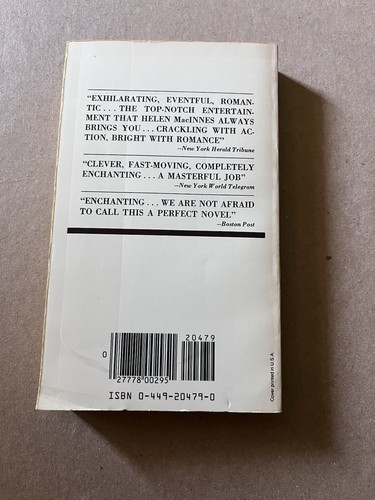 "EXHILARATING, EVENTFUL, ROMAN-
TIC...THE TOP-NOTCH ENTERTAIN-
MENT THAT HELEN MacINNES ALWAYS
BRINGS YOU...CRACKLING WITH AC-
TION, BRIGHT WITH ROMANCE"
—New York Herald Tribune
"CLEVER, FAST-MOVING, COMPLETELY
ENCHANTING...A MASTERFUL JOB"
—New York World Telegram
"ENCHANTING...WE ARE NOT AFRAID
TO CALL THIS A PERFECT NOVEL"
—Boston Post
20479
0
27778 00295
ISBN 0-449-20479-0
Cover printed in U.S.A.